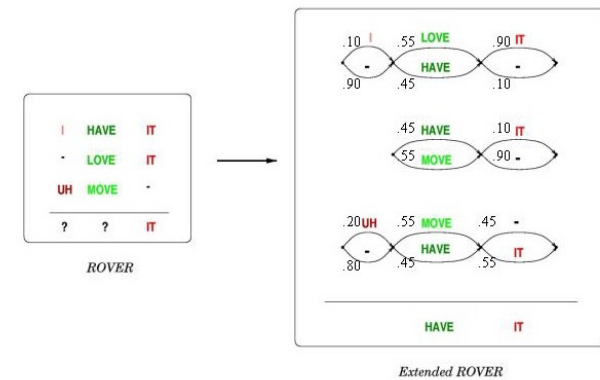 I HAVE IT
- LOVE IT
UH MOVE -
? ? IT
ROVER
.10 I .55 LOVE .90 IT
- HAVE -
.90 .45 .10
.45 HAVE .10 IT
.55 MOVE .90 -
.20 UH .55 MOVE .45 -
- HAVE IT
.80 .45 .55
HAVE IT
Extended ROVER